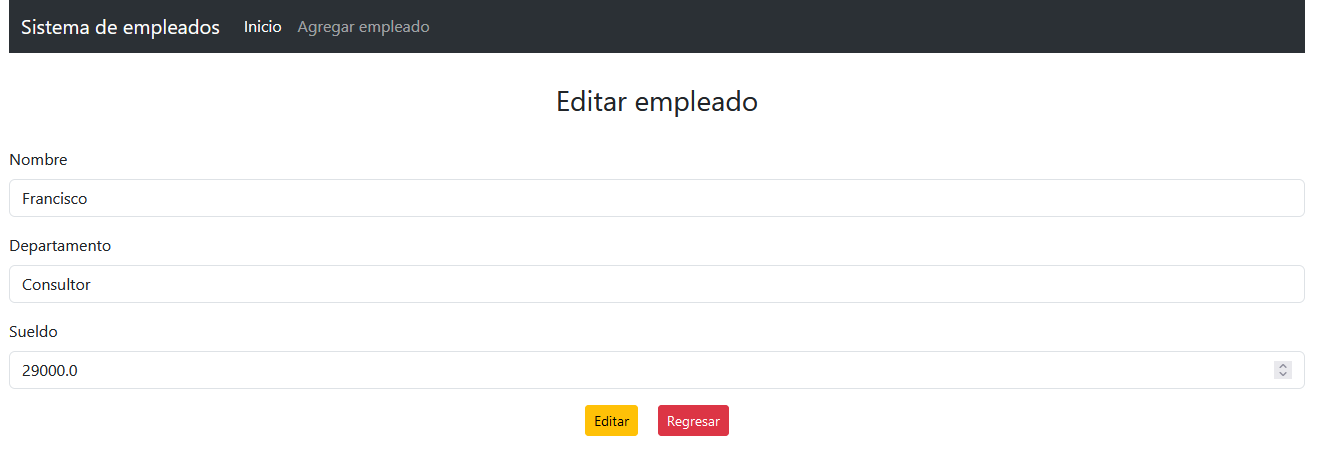 Sistema de empleados Inicio Agregar empleado
Editar empleado
Nombre
Francisco
Departamento
Consultor
Sueldo
29000.0
Editar Regresar